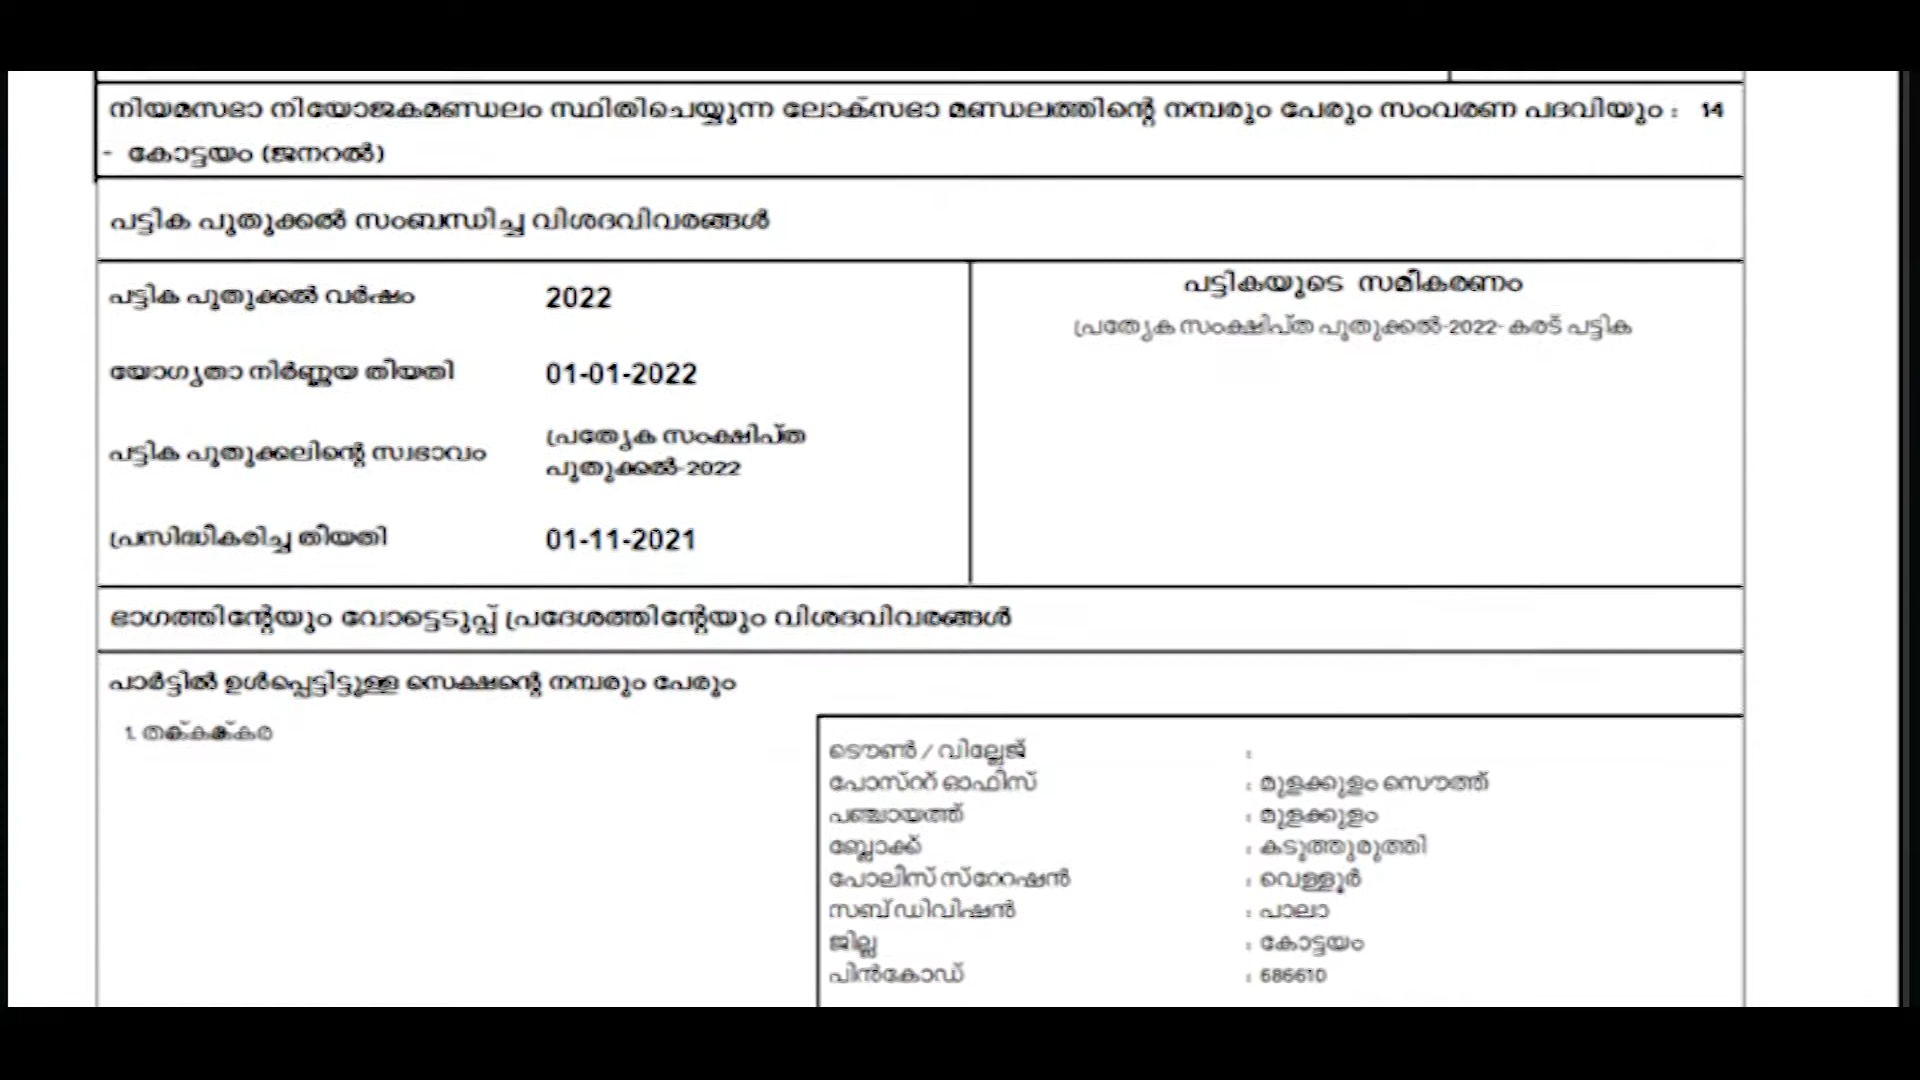 നിയമസഭാ നിയോജകമണ്ഡലം സ്ഥിതിചെയ്യുന്ന ലോക്സഭാ മണ്ഡലത്തിന്റെ നമ്പരും പേരും സംവരണ പദവിയും : 14
- കോട്ടയം (ജനറൽ)
പട്ടിക പുതുക്കൽ സംബന്ധിച്ച വിശദവിവരങ്ങൾ
പട്ടിക പുതുക്കൽ വർഷം 2022
യോഗ്യതാ നിർണ്ണയ തിയതി 01-01-2022
പട്ടിക പുതുക്കലിന്റെ സ്വഭാവം പ്രത്യേക സംക്ഷിപ്ത
പുതുക്കൽ-2022
പ്രസിദ്ധീകരിച്ച തീയതി 01-11-2021
പട്ടികയുടെ സമീകരണം
പ്രത്യേക സംക്ഷിപ്ത പുതുക്കൽ-2022- കരട് പട്ടിക
ഭാഗത്തിന്റേയും വോട്ടെടുപ്പ് പ്രദേശത്തിന്റേയും വിശദവിവരങ്ങൾ
പാർട്ടിൽ ഉൾപ്പെട്ടിട്ടുള്ള സെക്ഷന്റെ നമ്പരും പേരും
1.
ടൌൺ / വില്ലേജ് :
പോസ്റ്റ് ഓഫീസ് : മുളക്കുളം സൌത്ത്
പഞ്ചായത്ത് : മുളക്കുളം
ബ്ലോക്ക് : കടുത്തുരുത്തി
പോലീസ് സ്റ്റേഷൻ : വെള്ളൂർ
സബ് ഡിവിഷൻ : പാലാ
ജില്ല : കോട്ടയം
പിൻകോഡ് : 686610